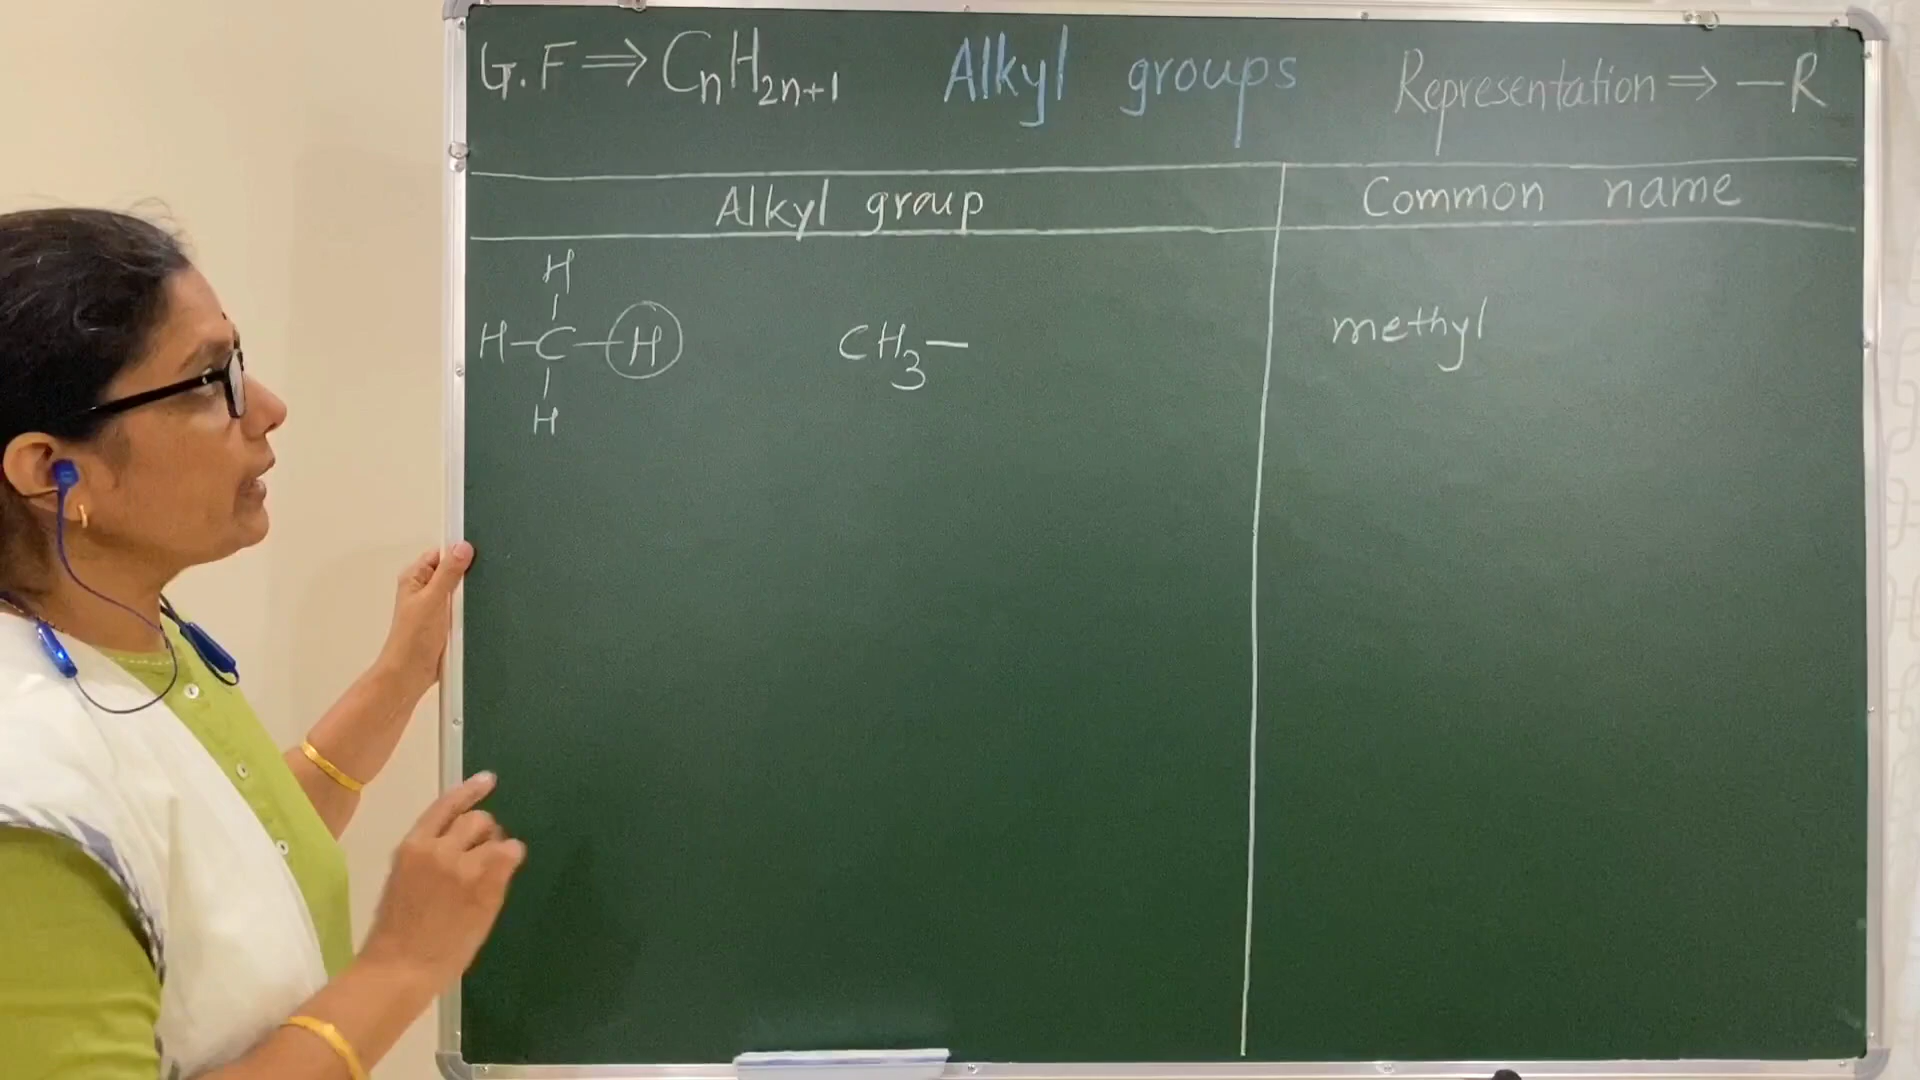 G.F ⇒ CnH2n+1 Alkyl groups Representation ⇒ –R
Alkyl group Common name
H
H–C–H CH3– methyl
H